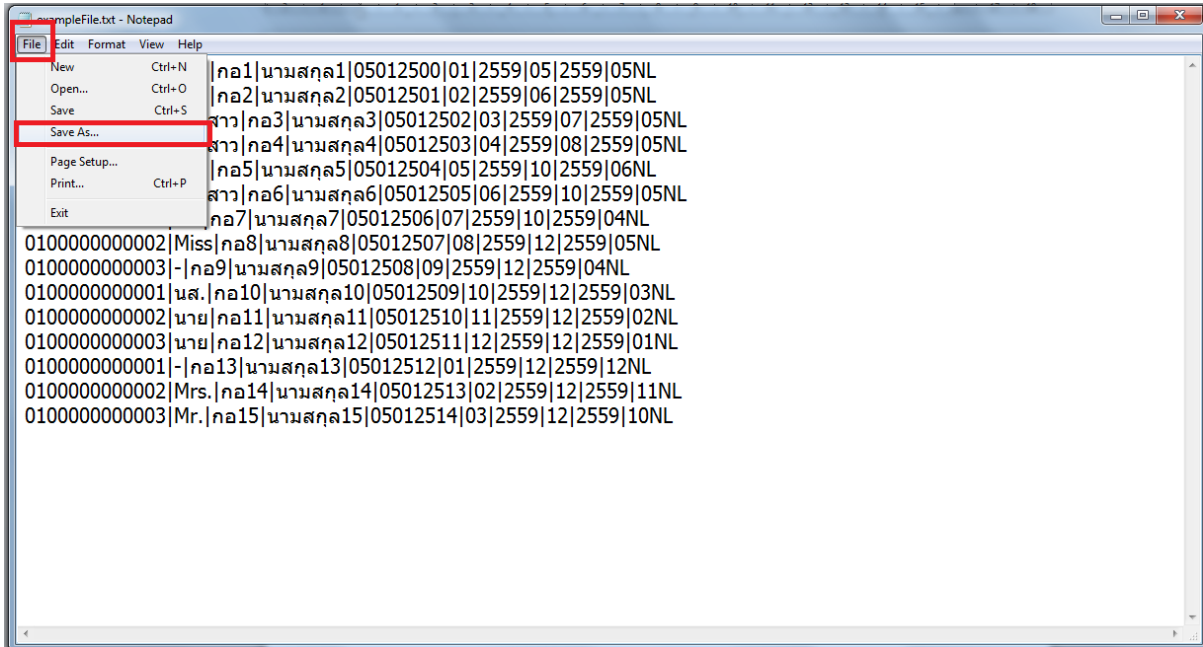 exampleFile.txt - Notepad
File Edit Format View Help
New Ctrl+N
Open... Ctrl+O
Save Ctrl+S
Save As...
Page Setup...
Print... Ctrl+P
Exit
|กอ1|นามสกุล1|05012500|01|2559|05|2559|05NL
|กอ2|นามสกุล2|05012501|02|2559|06|2559|05NL
สาว|กอ3|นามสกุล3|05012502|03|2559|07|2559|05NL
สาว|กอ4|นามสกุล4|05012503|04|2559|08|2559|05NL
|กอ5|นามสกุล5|05012504|05|2559|10|2559|06NL
สาว|กอ6|นามสกุล6|05012505|06|2559|10|2559|05NL
กอ7|นามสกุล7|05012506|07|2559|10|2559|04NL
0100000000002|Miss|กอ8|นามสกุล8|05012507|08|2559|12|2559|05NL
0100000000003|-|กอ9|นามสกุล9|05012508|09|2559|12|2559|04NL
0100000000001|นส.|กอ10|นามสกุล10|05012509|10|2559|12|2559|03NL
0100000000002|นาย|กอ11|นามสกุล11|05012510|11|2559|12|2559|02NL
0100000000003|นาย|กอ12|นามสกุล12|05012511|12|2559|12|2559|01NL
0100000000001|-|กอ13|นามสกุล13|05012512|01|2559|12|2559|12NL
0100000000002|Mrs.|กอ14|นามสกุล14|05012513|02|2559|12|2559|11NL
0100000000003|Mr.|กอ15|นามสกุล15|05012514|03|2559|12|2559|10NL